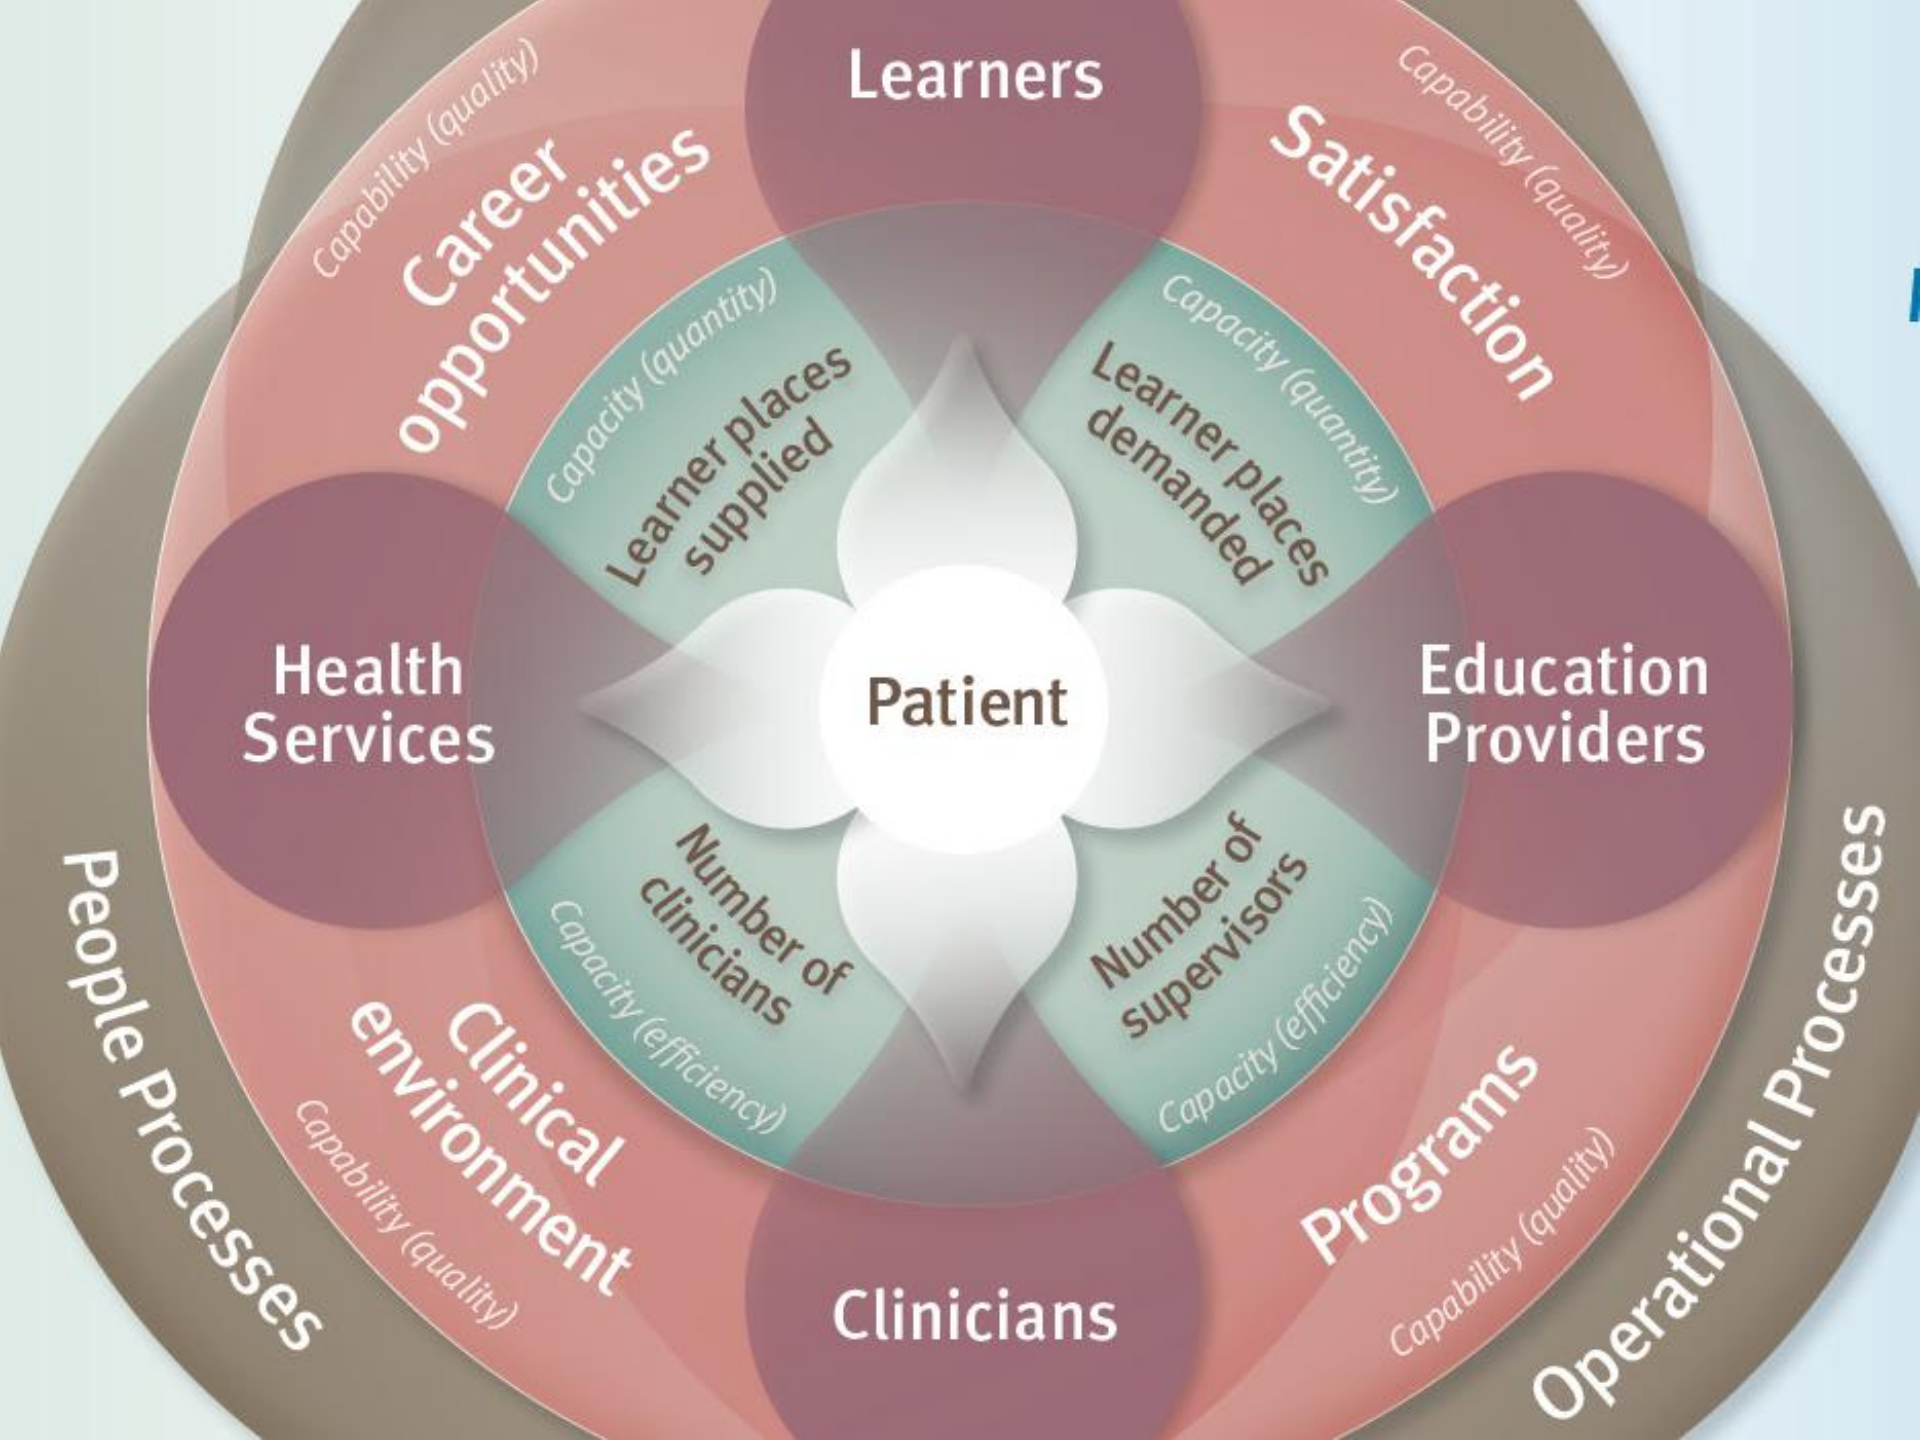 Learners
Capability (quality)
Career
opportunities
Capability (quality)
Satisfaction
Capacity (quantity)
Learner places
supplied
Capacity (quantity)
Learner places
demanded
Health
Services
Patient
Education
Providers
Number of
clinicians
Capacity (efficiency)
Number of
supervisors
Capacity (efficiency)
Clinical
environment
Capability (quality)
Programs
Capability (quality)
Clinicians
People Processes
Operational Processes